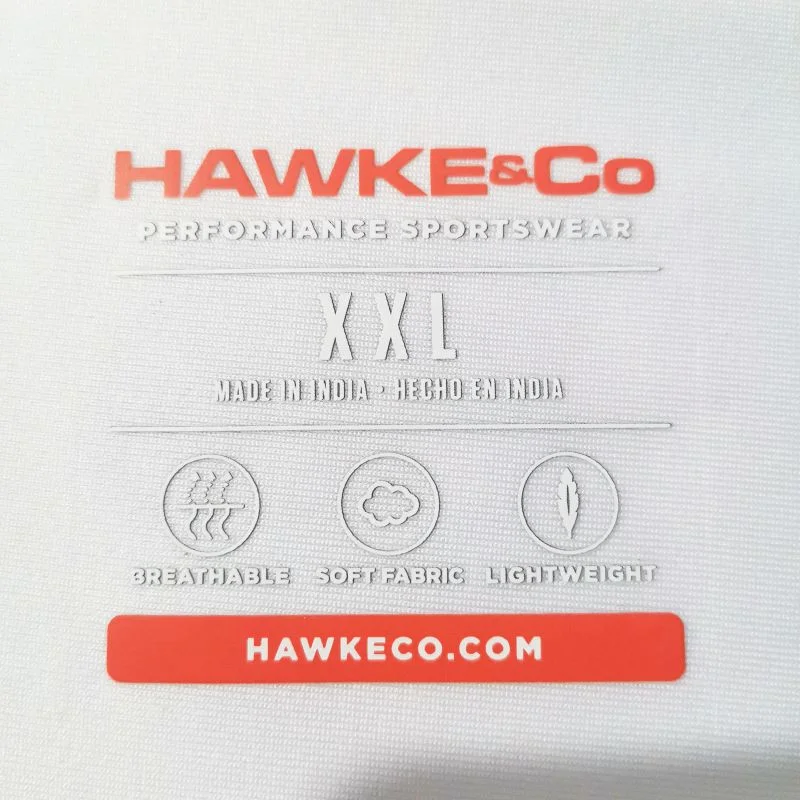 HAWKE&Co
PERFORMANCE SPORTSWEAR
XXL
MADE IN INDIA • HECHO EN INDIA
BREATHABLE SOFT FABRIC LIGHTWEIGHT
HAWKECO.COM